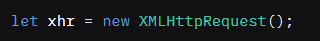 let xhr = new XMLHttpRequest();